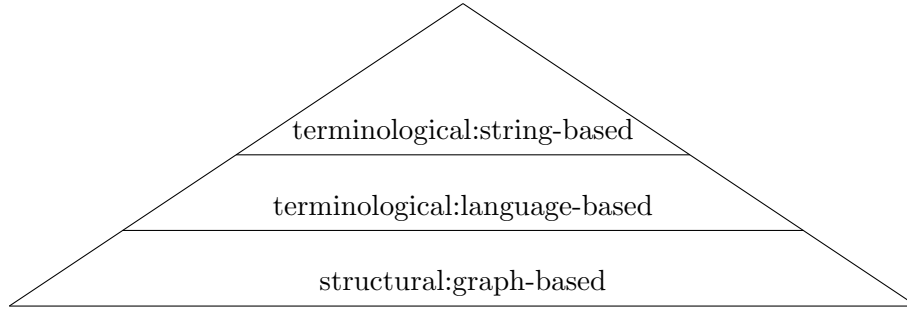 terminological:string-based
terminological:language-based
structural:graph-based